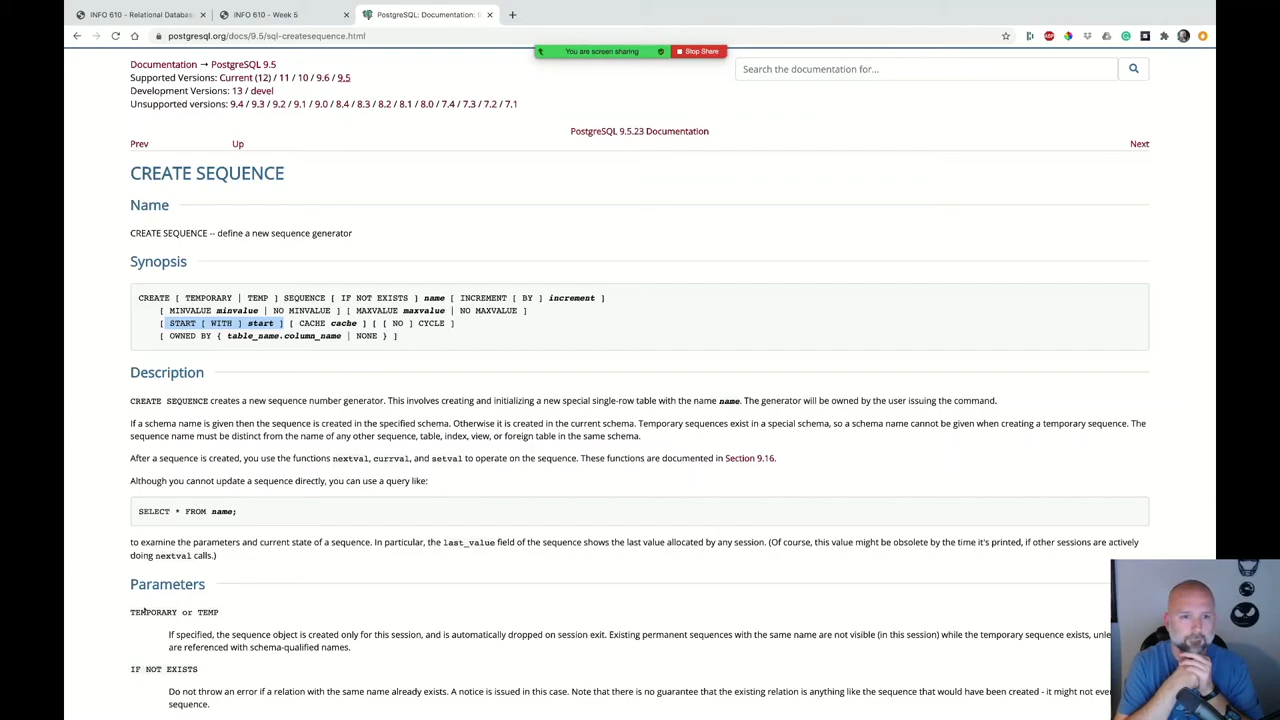 INFO 610 - Relational Databas
INFO 610 - Week 5
PostgreSQL: Documentation: 9
postgresql.org/docs/9.5/sql-createsequence.html
You are screen sharing
Stop Share
Documentation → PostgreSQL 9.5
Supported Versions: Current (12) / 11 / 10 / 9.6 / 9.5
Development Versions: 13 / devel
Unsupported versions: 9.4 / 9.3 / 9.2 / 9.1 / 9.0 / 8.4 / 8.3 / 8.2 / 8.1 / 8.0 / 7.4 / 7.3 / 7.2 / 7.1
Search the documentation for...
PostgreSQL 9.5.23 Documentation
Prev Up Next
CREATE SEQUENCE
Name
CREATE SEQUENCE -- define a new sequence generator
Synopsis
CREATE [ TEMPORARY | TEMP ] SEQUENCE [ IF NOT EXISTS ] name [ INCREMENT [ BY ] increment ]
[ MINVALUE minvalue | NO MINVALUE ] [ MAXVALUE maxvalue | NO MAXVALUE ]
[ START [ WITH ] start ] [ CACHE cache ] [ [ NO ] CYCLE ]
[ OWNED BY { table_name.column_name | NONE } ]
Description
CREATE SEQUENCE creates a new sequence number generator. This involves creating and initializing a new special single-row table with the name name. The generator will be owned by the user issuing the command.
If a schema name is given then the sequence is created in the specified schema. Otherwise it is created in the current schema. Temporary sequences exist in a special schema, so a schema name cannot be given when creating a temporary sequence. The
sequence name must be distinct from the name of any other sequence, table, index, view, or foreign table in the same schema.
After a sequence is created, you use the functions nextval, currval, and setval to operate on the sequence. These functions are documented in Section 9.16.
Although you cannot update a sequence directly, you can use a query like:
SELECT * FROM name;
to examine the parameters and current state of a sequence. In particular, the last_value field of the sequence shows the last value allocated by any session. (Of course, this value might be obsolete by the time it's printed, if other sessions are actively
doing nextval calls.)
Parameters
TEMPORARY or TEMP
If specified, the sequence object is created only for this session, and is automatically dropped on session exit. Existing permanent sequences with the same name are not visible (in this session) while the temporary sequence exists, unle
are referenced with schema-qualified names.
IF NOT EXISTS
Do not throw an error if a relation with the same name already exists. A notice is issued in this case. Note that there is no guarantee that the existing relation is anything like the sequence that would have been created - it might not eve
sequence.